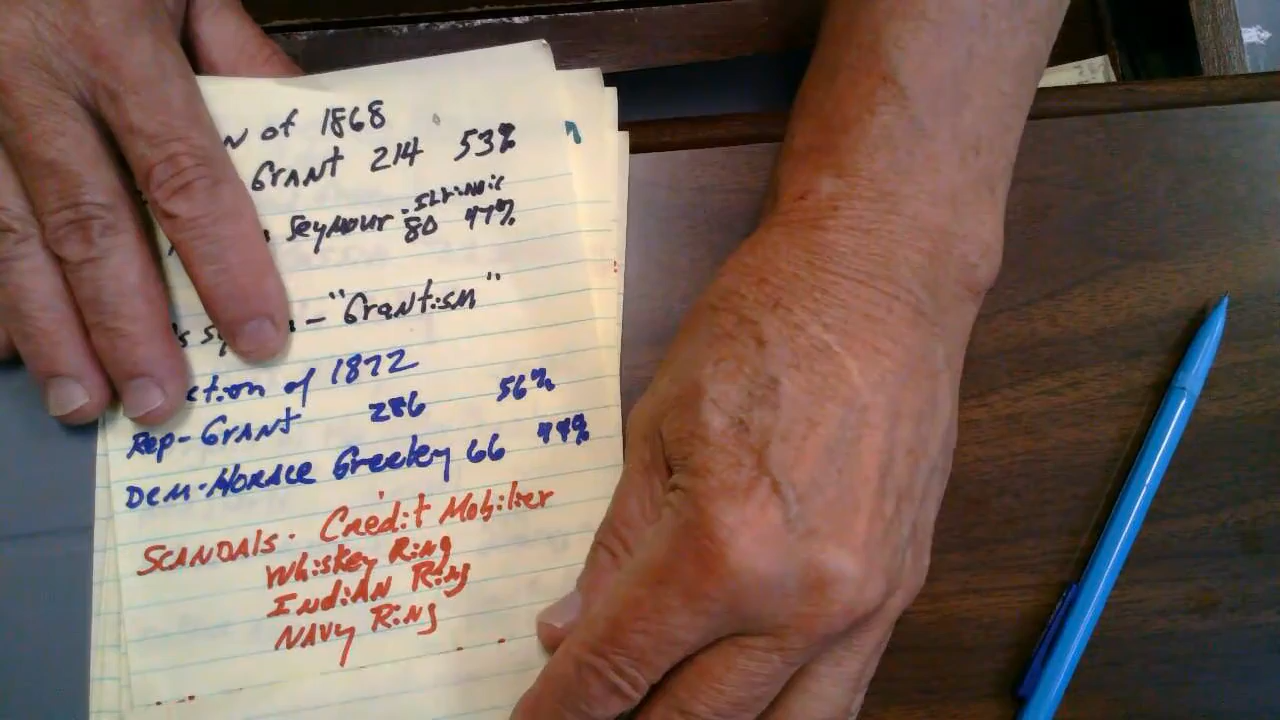 N of 1868
Grant 214 53%
Seymour - Illinois
80 47%
- "Grantism"
ction of 1872
Rep - Grant 286 56%
Dem - Horace Greeley 66 44%
Scandals - Credit Mobilier
Whiskey Ring
Indian Ring
Navy Ring